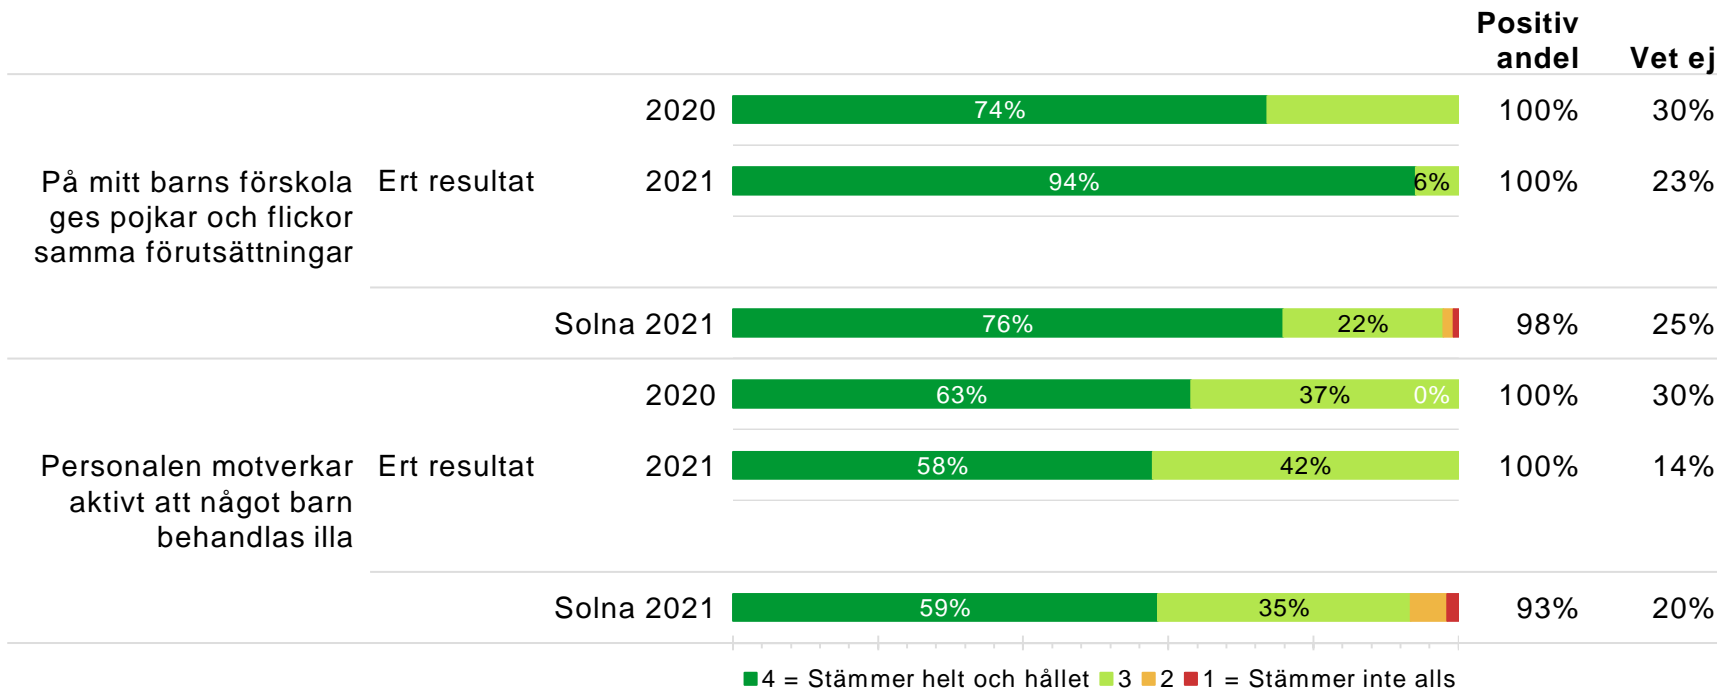 Positiv
andel Vet ej
2020 74% 100% 30%
På mitt barns förskola
ges pojkar och flickor
samma förutsättningar
Ert resultat 2021 94% 6% 100% 23%
Solna 2021 76% 22% 98% 25%
2020 63% 37% 0% 100% 30%
Personalen motverkar
aktivt att något barn
behandlas illa
Ert resultat 2021 58% 42% 100% 14%
Solna 2021 59% 35% 93% 20%
4 = Stämmer helt och hållet 3 2 1 = Stämmer inte alls